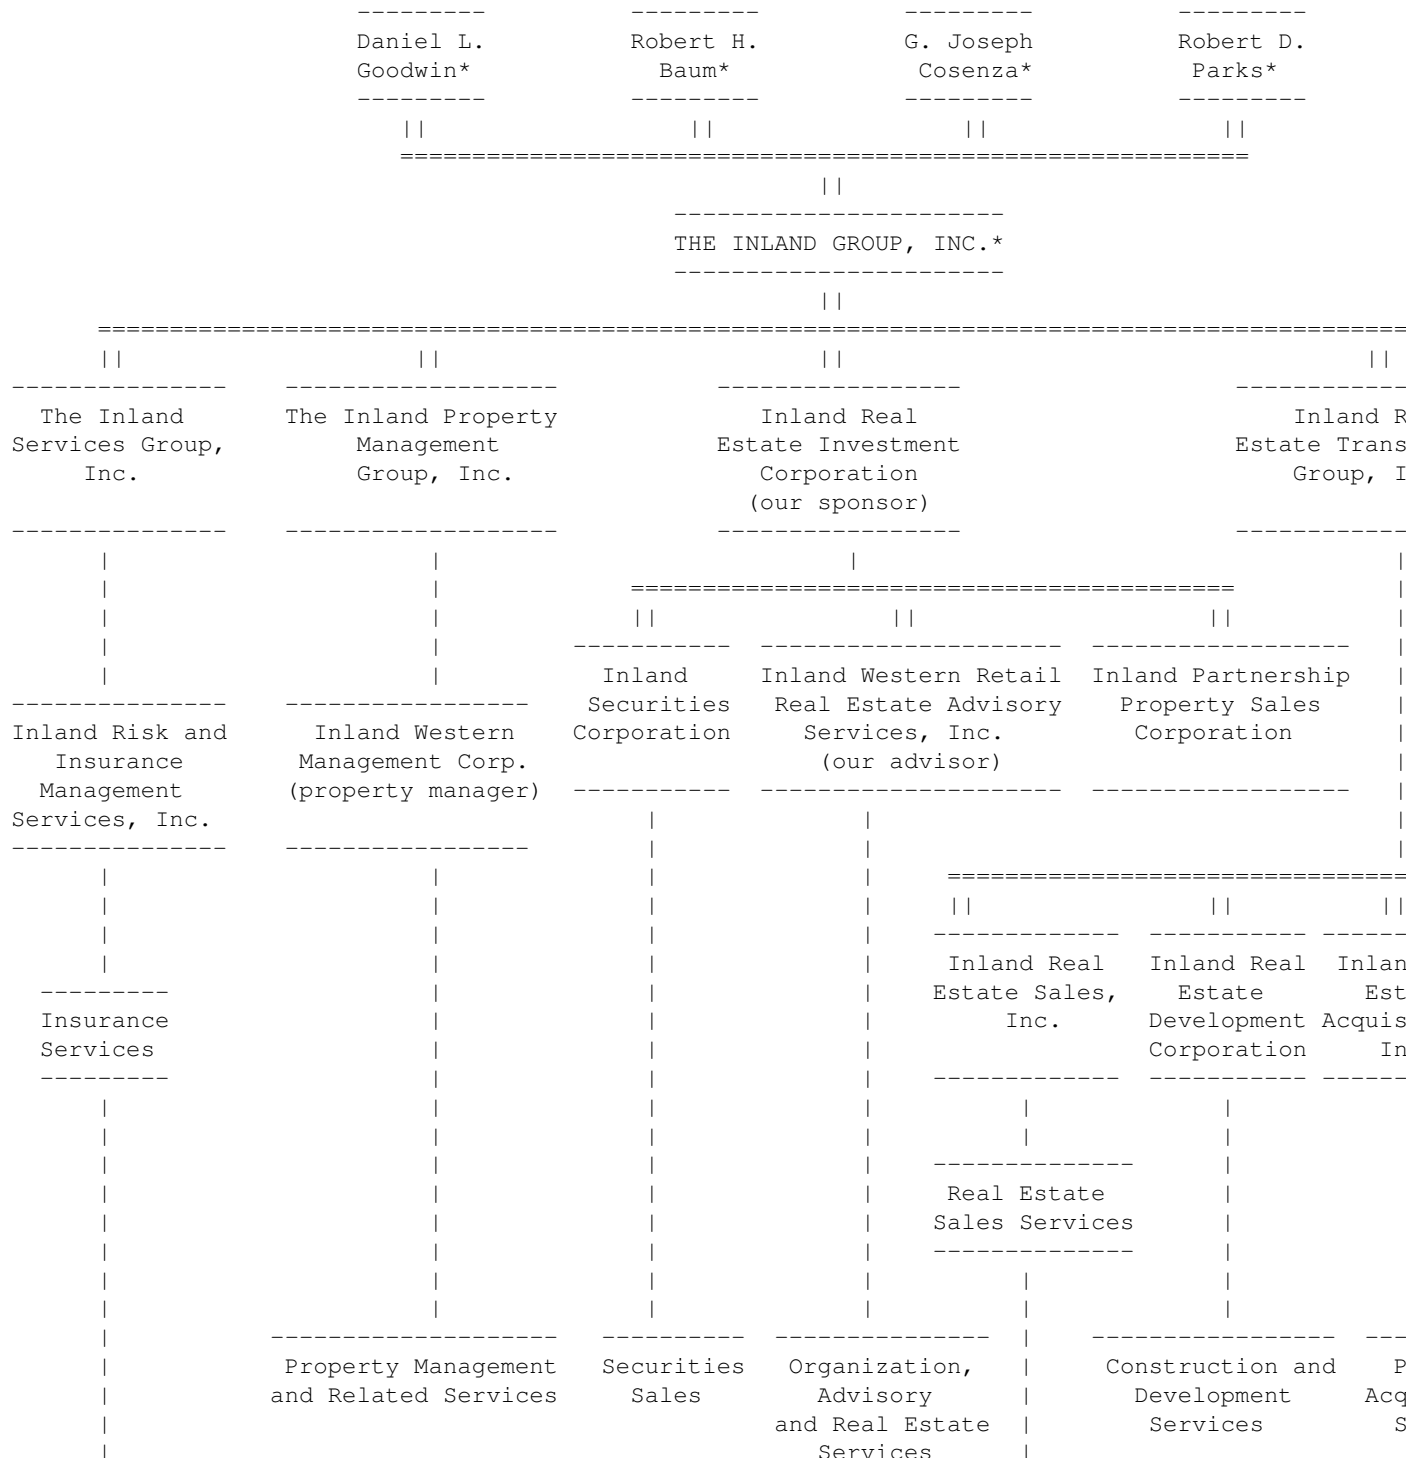 Daniel L. Robert H. G. Joseph Robert D.
Goodwin* Baum* Cosenza* Parks*
THE INLAND GROUP, INC.*
The Inland The Inland Property Inland Real Inland
Services Group, Management Estate Investment Estate
Inc. Group, Inc. Corporation Group,
(our sponsor)
Inland Inland Western Retail Inland Partnership
Securities Real Estate Advisory Property Sales
Inland Risk and Inland Western Corporation Services, Inc. Corporation
Insurance Management Corp. (our advisor)
Management (property manager)
Services, Inc.
Inland Real Inland Real
Insurance Estate Sales, Estate
Services Inc. Development
Corporation
Real Estate
Sales Services
Property Management Securities Organization, Construction and
and Related Services Sales Advisory Development
and Real Estate Services
Services